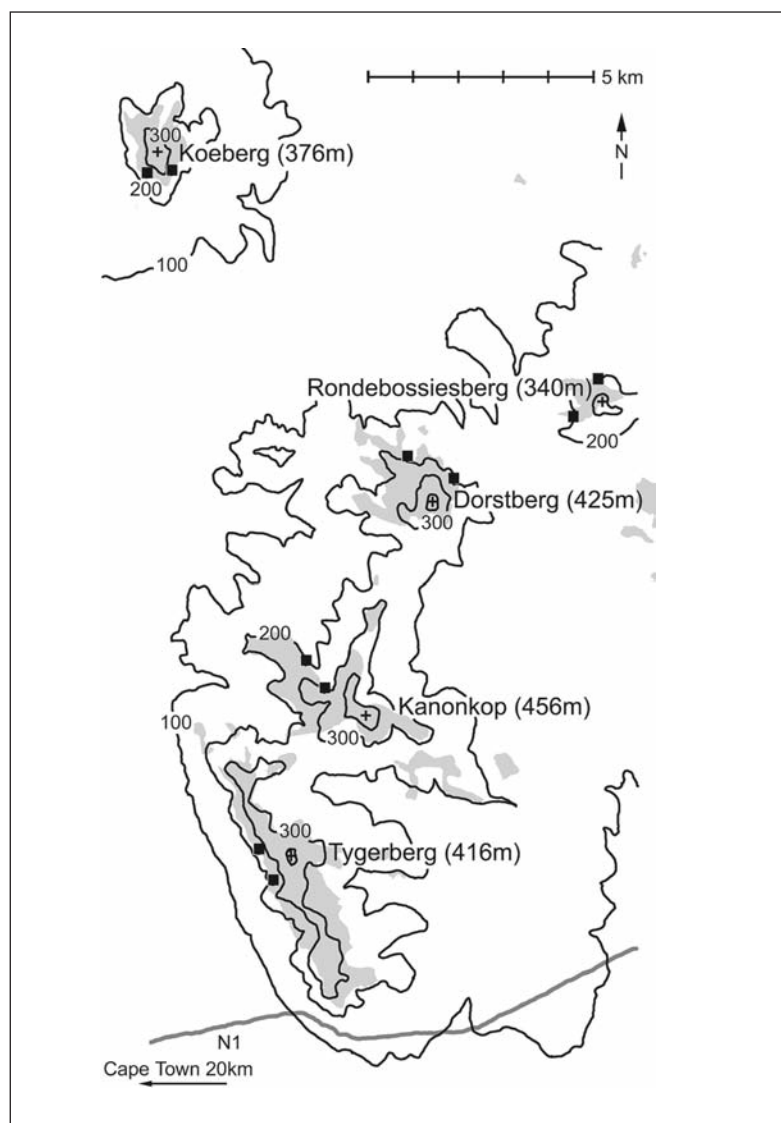 5 km
N
300
Koeberg (376m)
200
100
Rondebossiesberg (340m)
200
Dorstberg (425m)
300
200
Kanonkop (456m)
100
300
300
Tygerberg (416m)
N1
Cape Town 20km